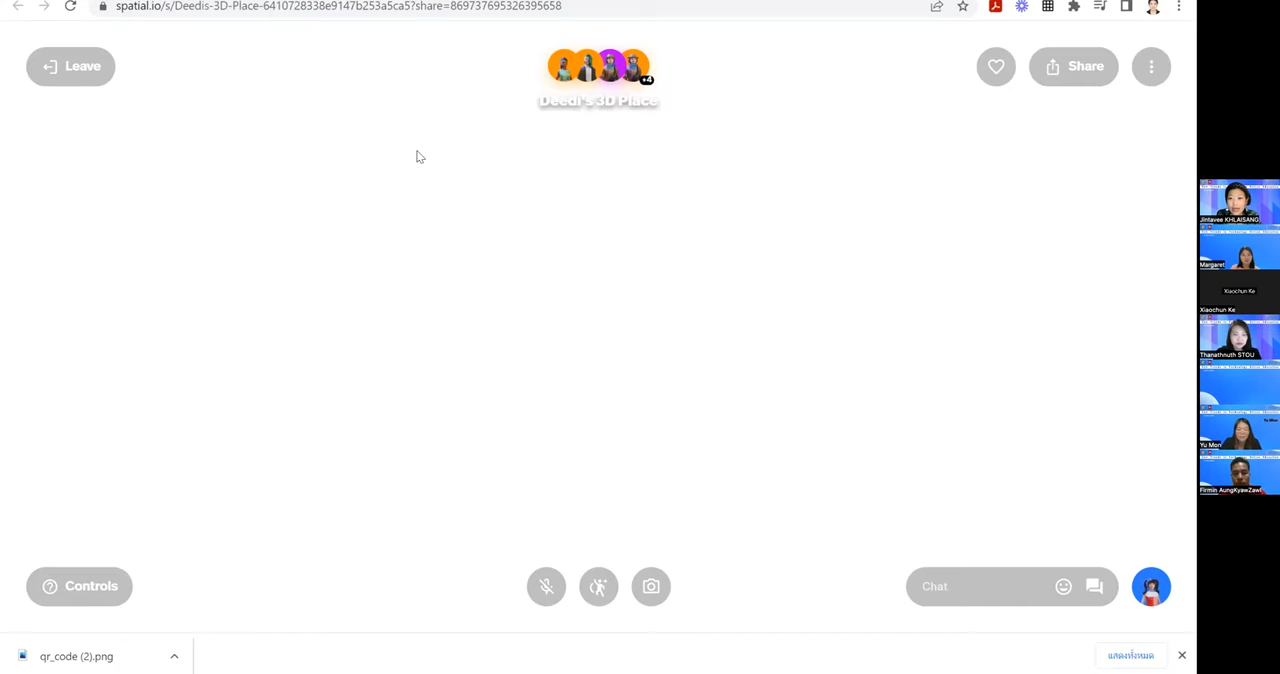 spatial.io/s/Deedis-3D-Place-6410728338e9147b253a5ca5?share=8697376953263956​58
Leave
+4
Deedi's 3D Place
Share
Controls
Chat
qr_code (2).png
แสดงทั้งหมด
Jintavee KHLAISANG
Margaret
Xiaochun Ke
Xiaochun Ke
Thanathnuth STOU
Yu Mon
Yu Mon
Firmin AungKyawZaw